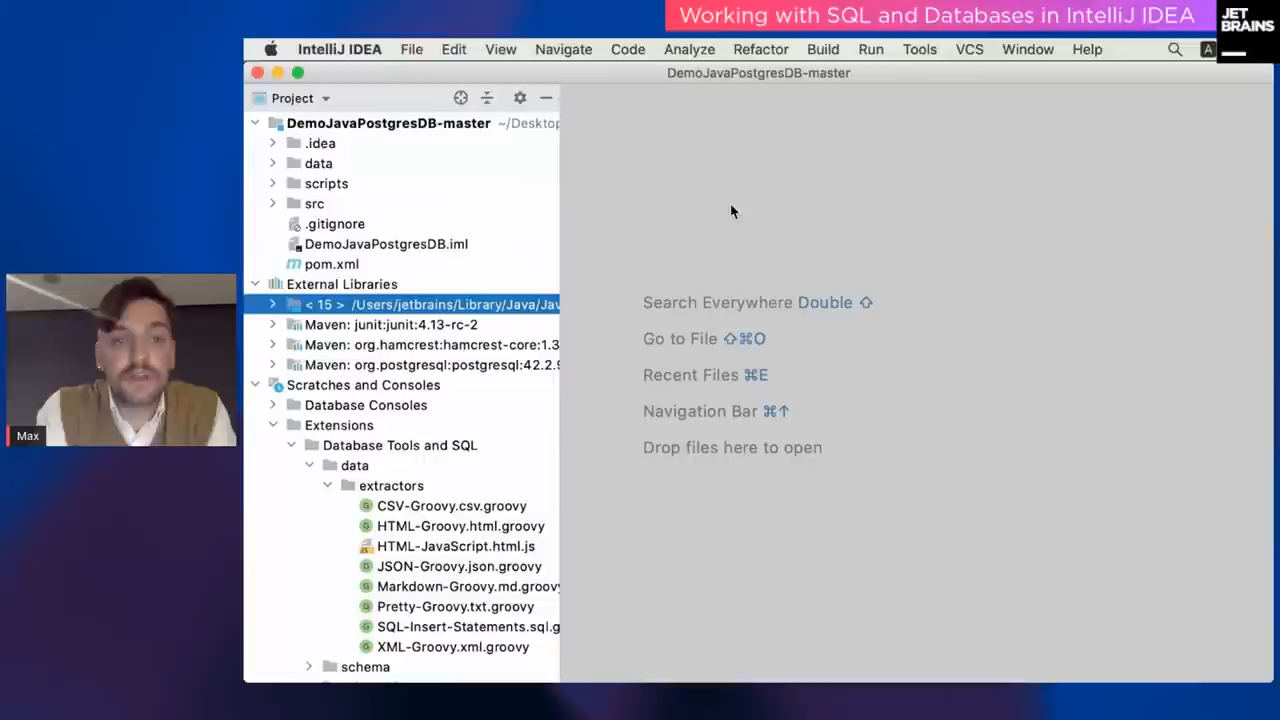 Working with SQL and Databases in IntelliJ IDEA
JET
BRAINS
IntelliJ IDEA File Edit View Navigate Code Analyze Refactor Build Run Tools VCS Window Help A
DemoJavaPostgresDB-master
Project
DemoJavaPostgresDB-master ~/Desktop
.idea
data
scripts
src
.gitignore
DemoJavaPostgresDB.iml
pom.xml
External Libraries
< 15 > /Users/jetbrains/Library/Java/Jav
Maven: junit:junit:4.13-rc-2
Maven: org.hamcrest:hamcrest-core:1.3
Maven: org.postgresql:postgresql:42.2.9
Scratches and Consoles
Database Consoles
Extensions
Database Tools and SQL
data
extractors
CSV-Groovy.csv.groovy
HTML-Groovy.html.groovy
JS HTML-JavaScript.html.js
JSON-Groovy.json.groovy
Markdown-Groovy.md.groovy
Pretty-Groovy.txt.groovy
SQL-Insert-Statements.sql.g
XML-Groovy.xml.groovy
schema
Search Everywhere Double ⇧
Go to File ⇧⌘O
Recent Files ⌘E
Navigation Bar ⌘↑
Drop files here to open
Max